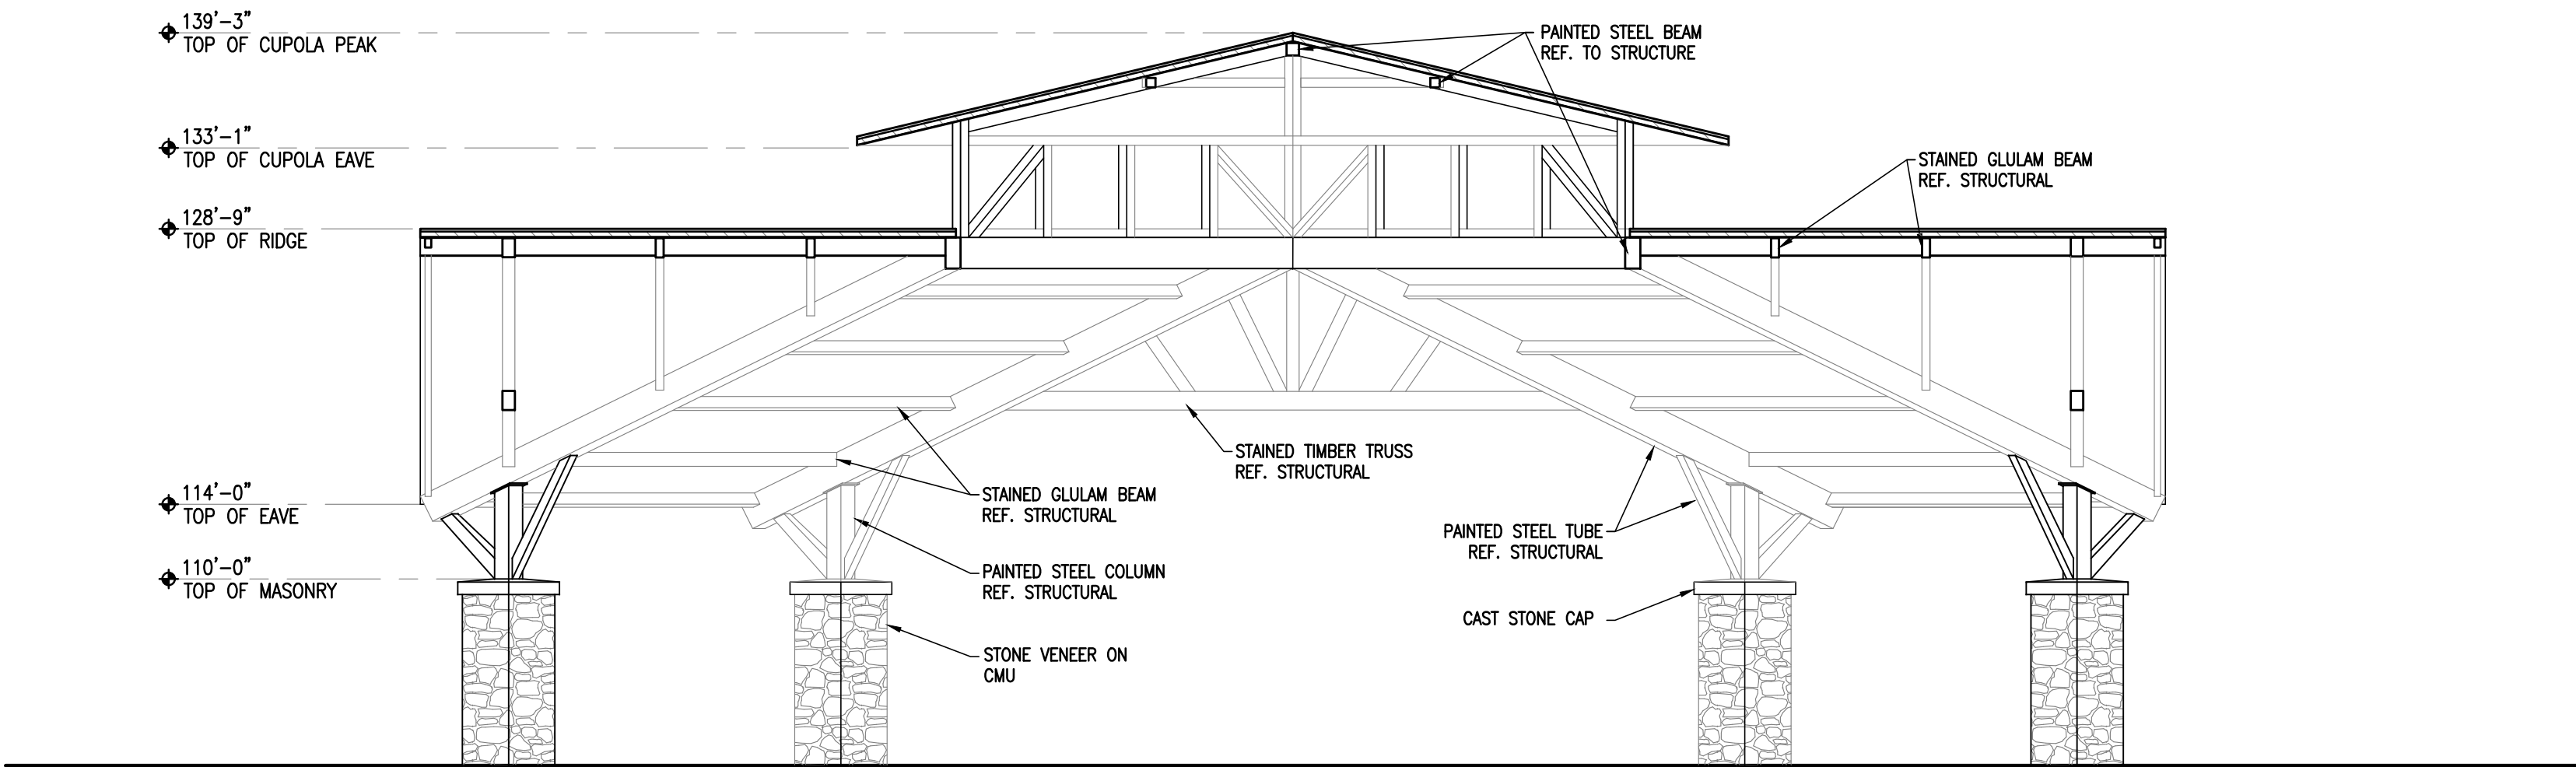 139'-3"
TOP OF CUPOLA PEAK
PAINTED STEEL BEAM
REF. TO STRUCTURE
133'-1"
TOP OF CUPOLA EAVE
STAINED GLULAM BEAM
REF. STRUCTURAL
128'-9"
TOP OF RIDGE
STAINED TIMBER TRUSS
REF. STRUCTURAL
114'-0"
TOP OF EAVE
STAINED GLULAM BEAM
REF. STRUCTURAL
PAINTED STEEL TUBE
REF. STRUCTURAL
110'-0"
TOP OF MASONRY
PAINTED STEEL COLUMN
REF. STRUCTURAL
CAST STONE CAP
STONE VENEER ON
CMU